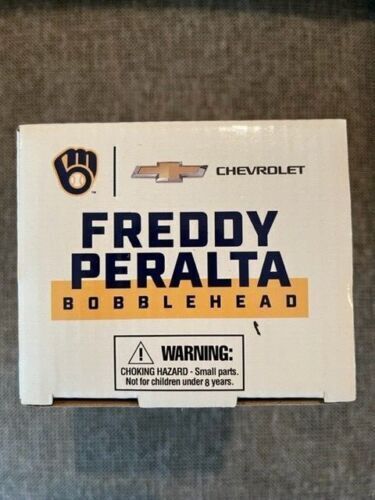 CHEVROLET
FREDDY
PERALTA
BOBBLEHEAD
WARNING:
CHOKING HAZARD - Small parts.
Not for children under 8 years.